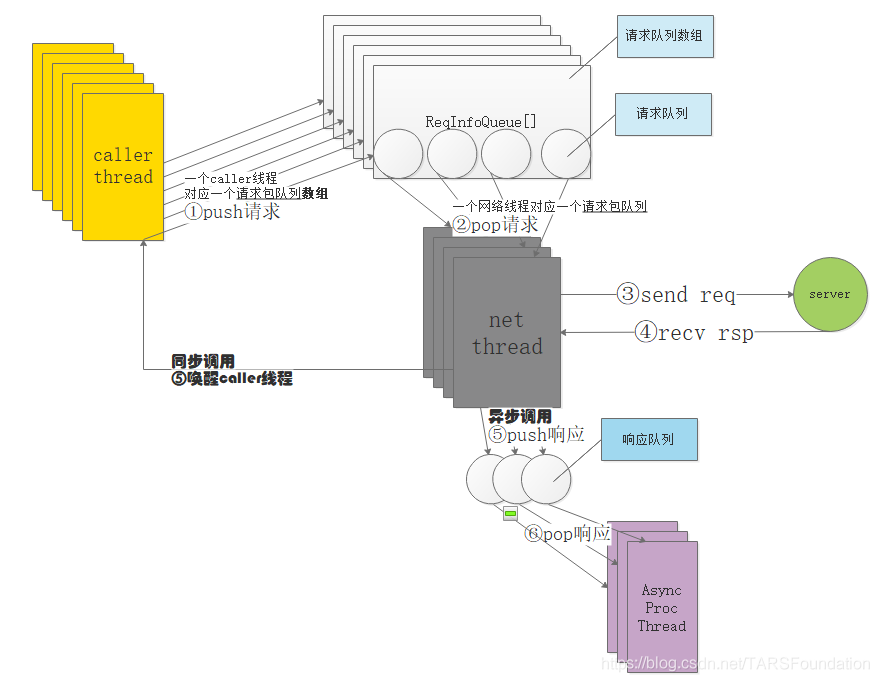 请求队列数组
ReqInfoQueue[]
请求队列
caller
thread
一个caller线程
对应一个请求包队列数组
①push请求
一个网络线程对应一个请求包队列
②pop请求
③send req
server
④recv rsp
net
thread
同步调用
⑤唤醒caller线程
异步调用
⑤push响应
响应队列
⑥pop响应
Async
Proc
Thread
https://blog.csdn.net/TARSFoundation